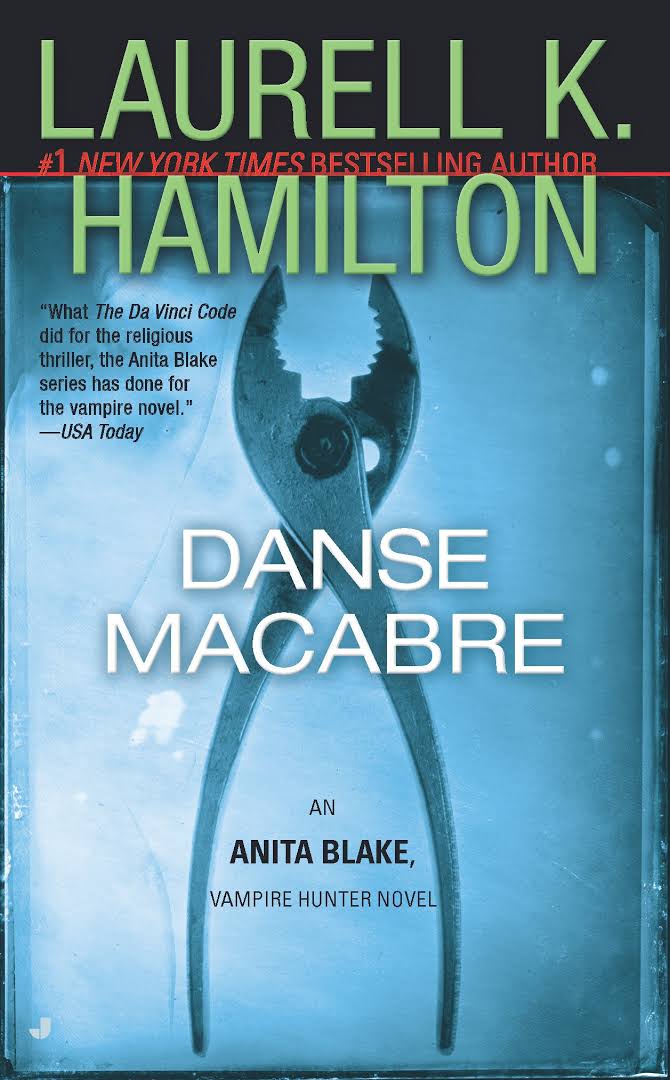 LAURELL K.
#1 NEW YORK TIMES BESTSELLING AUTHOR
HAMILTON
“What The Da Vinci Code
did for the religious
thriller, the Anita Blake
series has done for
the vampire novel.”
—USA Today
DANSE
MACABRE
AN
ANITA BLAKE,
VAMPIRE HUNTER NOVEL
J